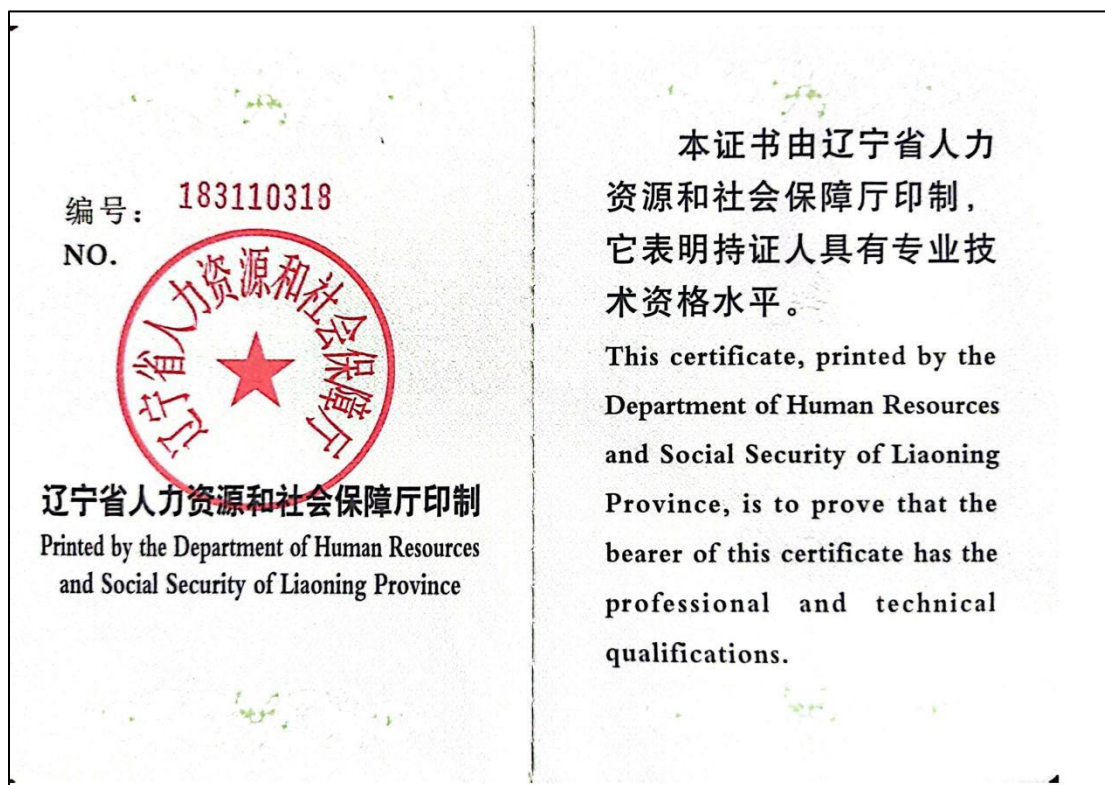 编号： 183110318
NO.
辽宁省人力资源和社会保障厅
辽宁省人力资源和社会保障厅印制
Printed by the Department of Human Resources
and Social Security of Liaoning Province
本证书由辽宁省人力
资源和社会保障厅印制，
它表明持证人具有专业技
术资格水平。
This certificate, printed by the
Department of Human Resources
and Social Security of Liaoning
Province, is to prove that the
bearer of this certificate has the
professional and technical
qualifications.